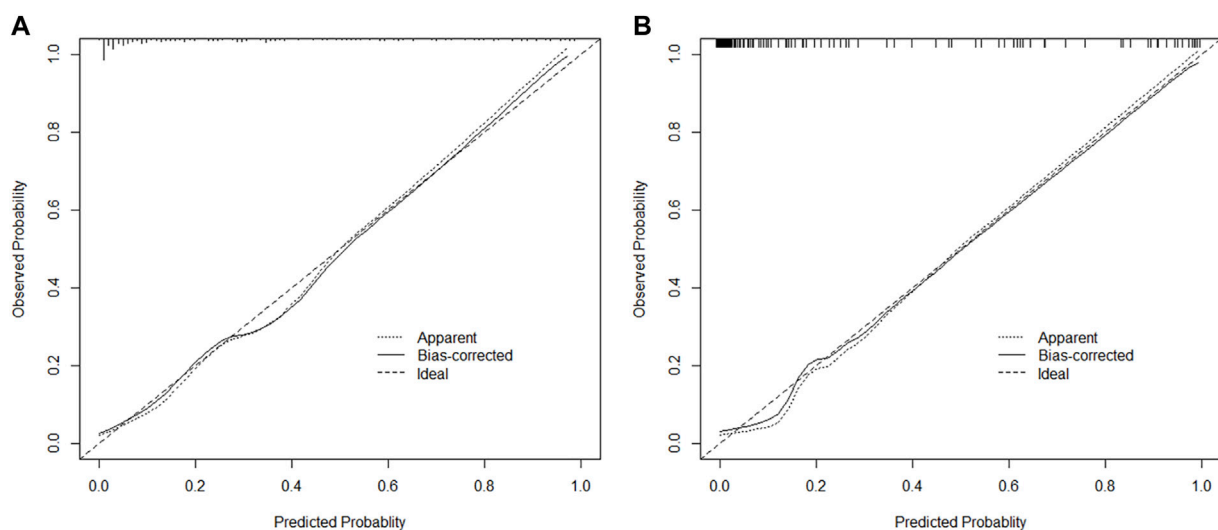 A
Observed Probability
1.0
0.8
0.6
0.4
0.2
0.0
Apparent
Bias-corrected
Ideal
0.0 0.2 0.4 0.6 0.8 1.0
Predicted Probablity
B
Observed Probability
1.0
0.8
0.6
0.4
0.2
0.0
Apparent
Bias-corrected
Ideal
0.0 0.2 0.4 0.6 0.8 1.0
Predicted Probablity